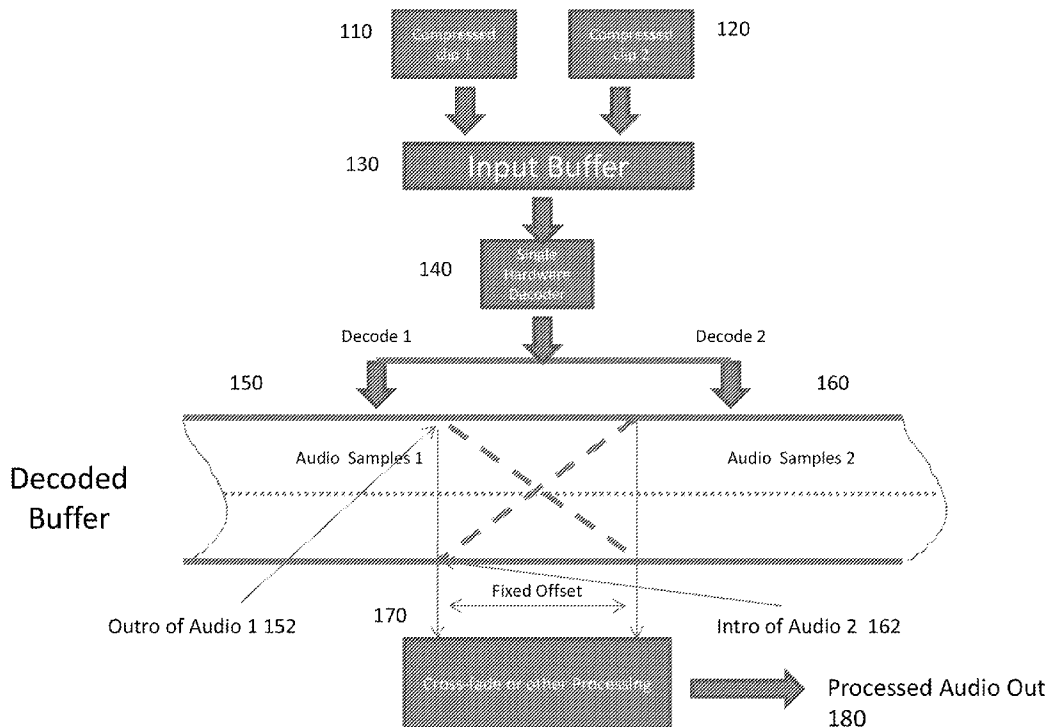 110
Compressed
clip 1
Compressed
clip 2
120
130
Input Buffer
140
Single
Hardware
Decoder
Decode 1
Decode 2
150
160
Audio Samples 1
Audio Samples 2
Decoded
Buffer
Fixed Offset
170
Outro of Audio 1 152
Intro of Audio 2 162
Cross-fade or other Processing
Processed Audio Out
180